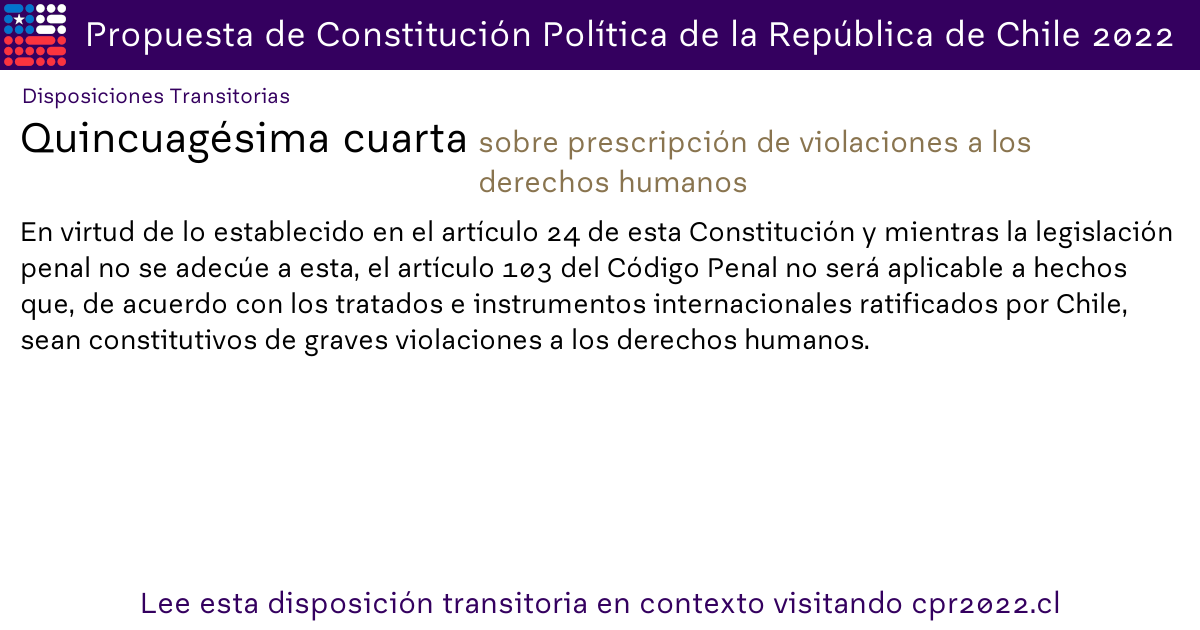 Propuesta de Constitución Política de la República de Chile 2022
Disposiciones Transitorias
Quincuagésima cuarta sobre prescripción de violaciones a los
derechos humanos
En virtud de lo establecido en el artículo 24 de esta Constitución y mientras la legislación
penal no se adecúe a esta, el artículo 103 del Código Penal no será aplicable a hechos
que, de acuerdo con los tratados e instrumentos internacionales ratificados por Chile,
sean constitutivos de graves violaciones a los derechos humanos.
Lee esta disposición transitoria en contexto visitando cpr2022.cl